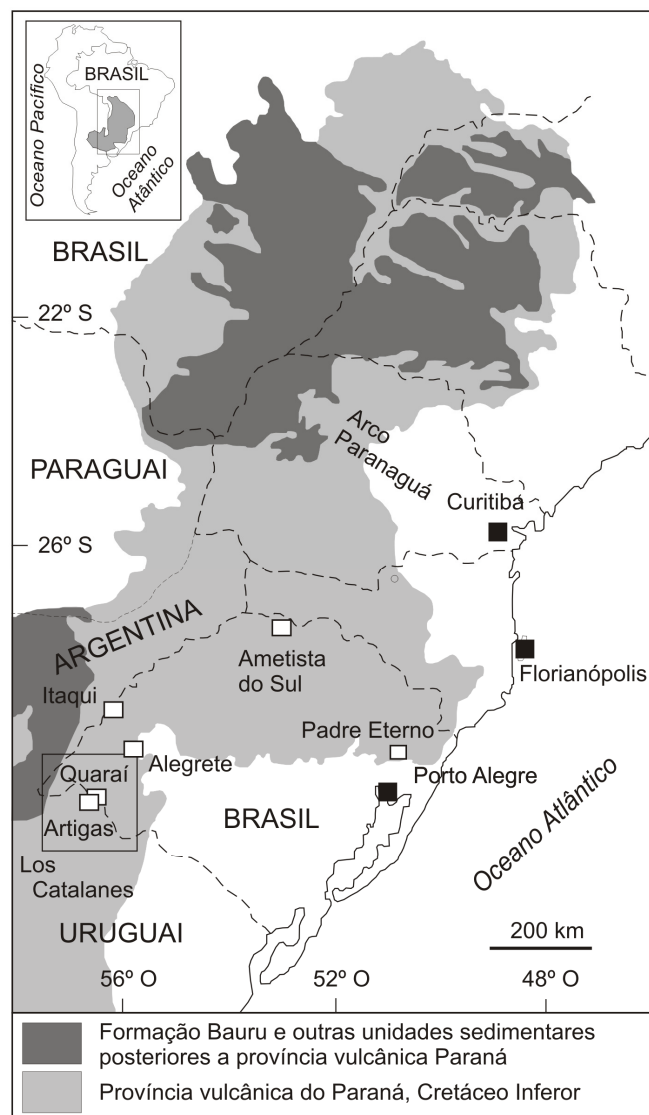 BRASIL
Oceano Pacífico
Oceano
Atântico
BRASIL
22º S
Arco
Paranaguá
PARAGUAI
Curitiba
26º S
ARGENTINA
Ametista
do Sul
Florianópolis
Itaqui
Padre Eterno
Alegrete
Quaraí
Porto Alegre
Artigas
BRASIL
Oceano Atlântico
Los
Catalanes
URUGUAI
200 km
56º O
52º O
48º O
Formação Bauru e outras unidades sedimentares
posteriores a província vulcânica Paraná
Província vulcânica do Paraná, Cretáceo Inferor